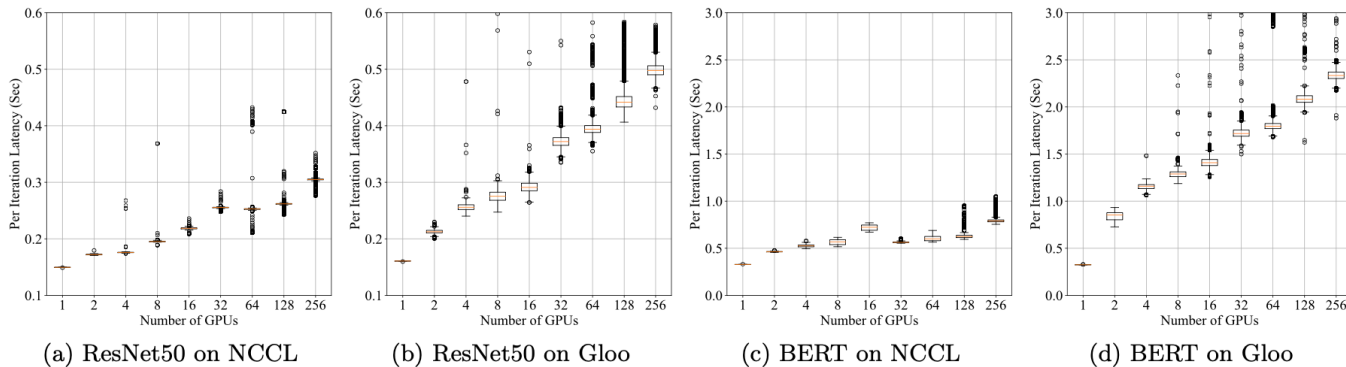 0.6
0.5
0.4
0.3
0.2
0.1
Per Iteration Latency (Sec)
1 2 4 8 16 32 64 128 256
Number of GPUs
(a) ResNet50 on NCCL
0.6
0.5
0.4
0.3
0.2
0.1
Per Iteration Latency (Sec)
1 2 4 8 16 32 64 128 256
Number of GPUs
(b) ResNet50 on Gloo
3.0
2.5
2.0
1.5
1.0
0.5
0.0
Per Iteration Latency (Sec)
1 2 4 8 16 32 64 128 256
Number of GPUs
(c) BERT on NCCL
3.0
2.5
2.0
1.5
1.0
0.5
0.0
Per Iteration Latency (Sec)
1 2 4 8 16 32 64 128 256
Number of GPUs
(d) BERT on Gloo